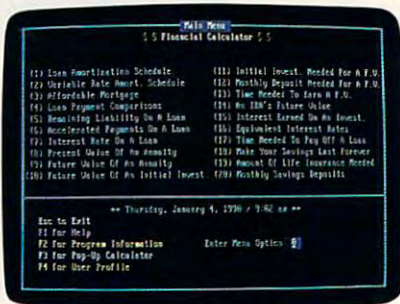 Main Menu
$ $ Financial Calculator $ $
(1) Loan Amortization Schedule
(2) Variable Rate Amort. Schedule
(3) Affordable Mortgage
(4) Loan Payment Comparisons
(5) Remaining Liability On A Loan
(6) Accelerated Payments On A Loan
(7) Interest Rate On A Loan
(8) Present Value Of An Annuity
(9) Future Value Of An Annuity
(10) Future Value Of An Initial Invest.
(11) Initial Invest. Needed For A F.V.
(12) Monthly Deposit Needed For A F.V.
(13) Time Needed To Earn A F.V.
(14) An IRA's Future Value
(15) Interest Earned On An Invest.
(16) Equivalent Interest Rates
(17) Time Needed To Pay Off A Loan
(18) Make Your Savings Last Forever
(19) Amount Of Life Insurance Needed
(20) Monthly Savings Deposits
** Thursday, January 4, 1990 / 9:02 am **
Esc to Exit
F1 for Help
F2 for Program Information
F3 for Pop-Up Calculator
F4 for User Profile
Enter Menu Option